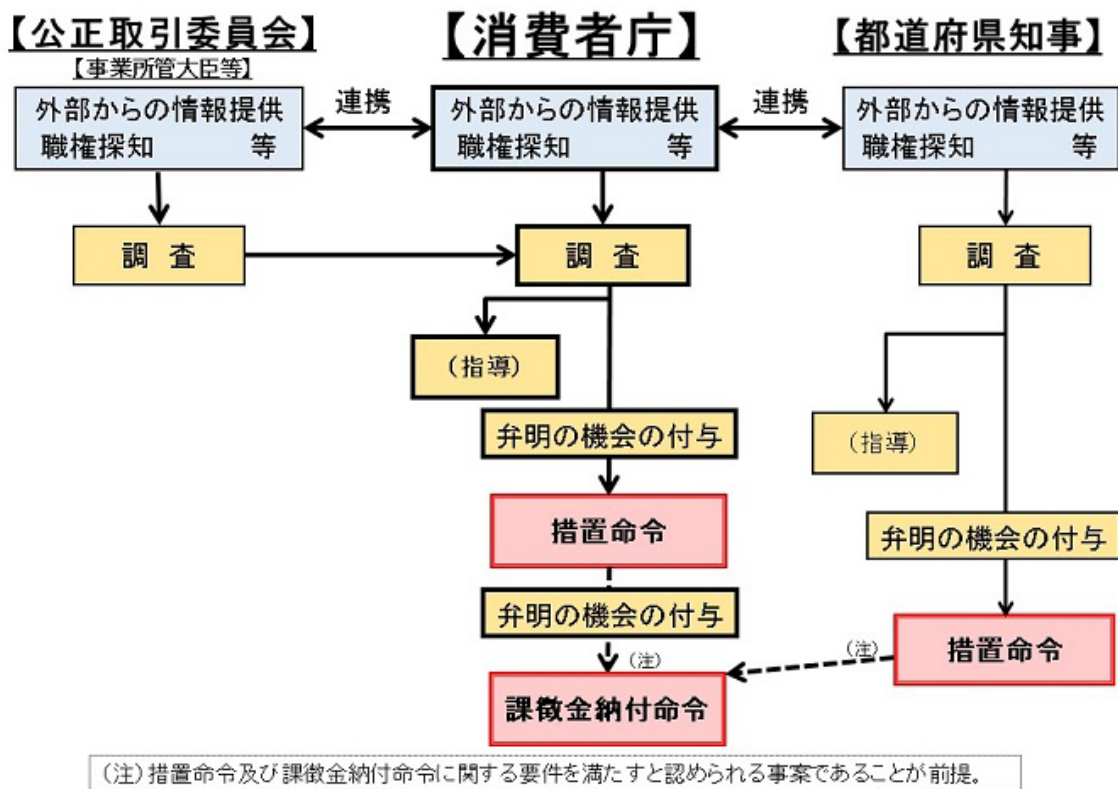 【公正取引委員会】
【事業所管大臣等】
【消費者庁】
【都道府県知事】
外部からの情報提供
職権探知 等
連携
外部からの情報提供
職権探知 等
連携
外部からの情報提供
職権探知 等
調 査
調 査
調 査
(指導)
(指導)
弁明の機会の付与
措置命令
弁明の機会の付与
弁明の機会の付与
(注)
措置命令
(注)
課徴金納付命令
(注)措置命令及び課徴金納付命令に関する要件を満たすと認められる事案であることが前提。